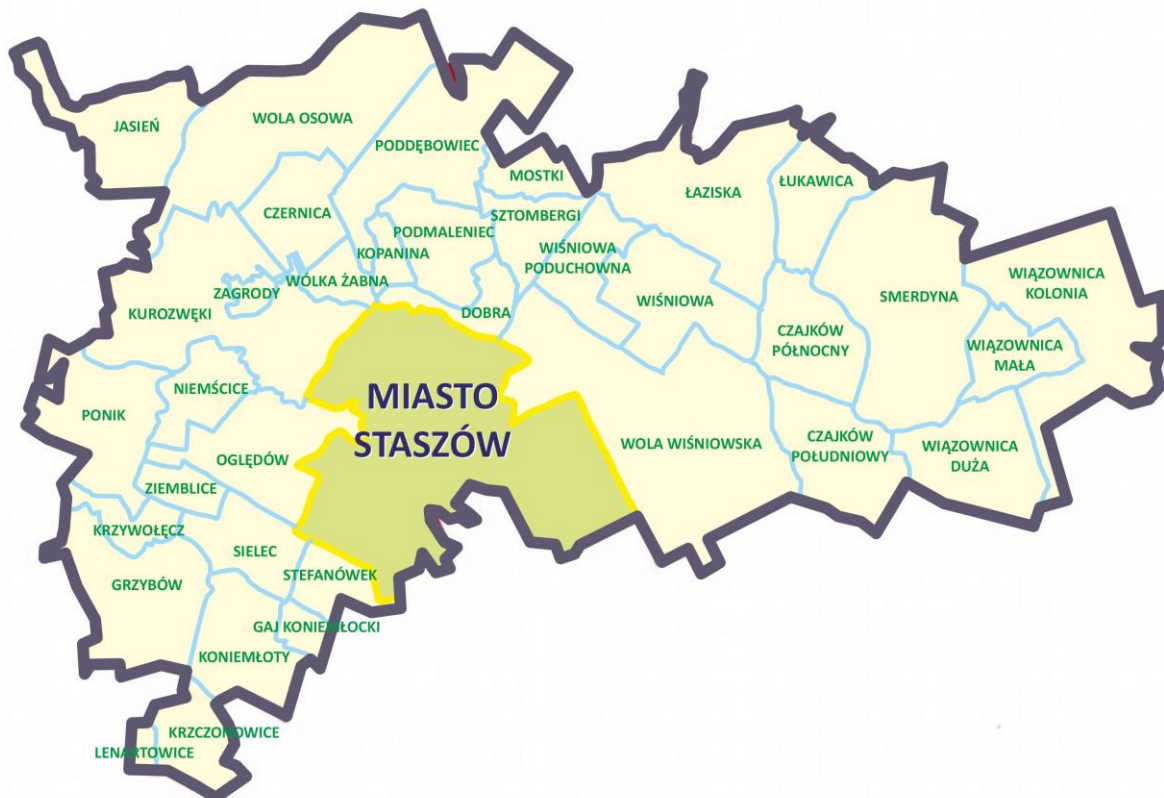 JASIEŃ
WOLA OSOWA
PODDĘBOWIEC
MOSTKI
ŁAZISKA
ŁUKAWICA
CZERNICA
SZTOMBERGI
PODMALENIEC
KOPANINA
WIŚNIOWA
PODUCHOWNA
WIĄZOWNICA
KOLONIA
ZAGRODY
WÓLKA ŻABNA
WIŚNIOWA
SMERDYNA
KUROZWĘKI
DOBRA
CZAJKÓW
PÓŁNOCNY
WIĄZOWNICA
MAŁA
NIEMŚCICE
PONIK
MIASTO
STASZÓW
WOLA WIŚNIOWSKA
CZAJKÓW
POŁUDNIOWY
WIĄZOWNICA
DUŻA
OGLĘDÓW
ZIEMBLICE
KRZYWOŁĘCZ
SIELEC
STEFANÓWEK
GRZYBÓW
GAJ KONIEMŁOCKI
KONIEMŁOTY
KRZCZONOWICE
LENARTOWICE